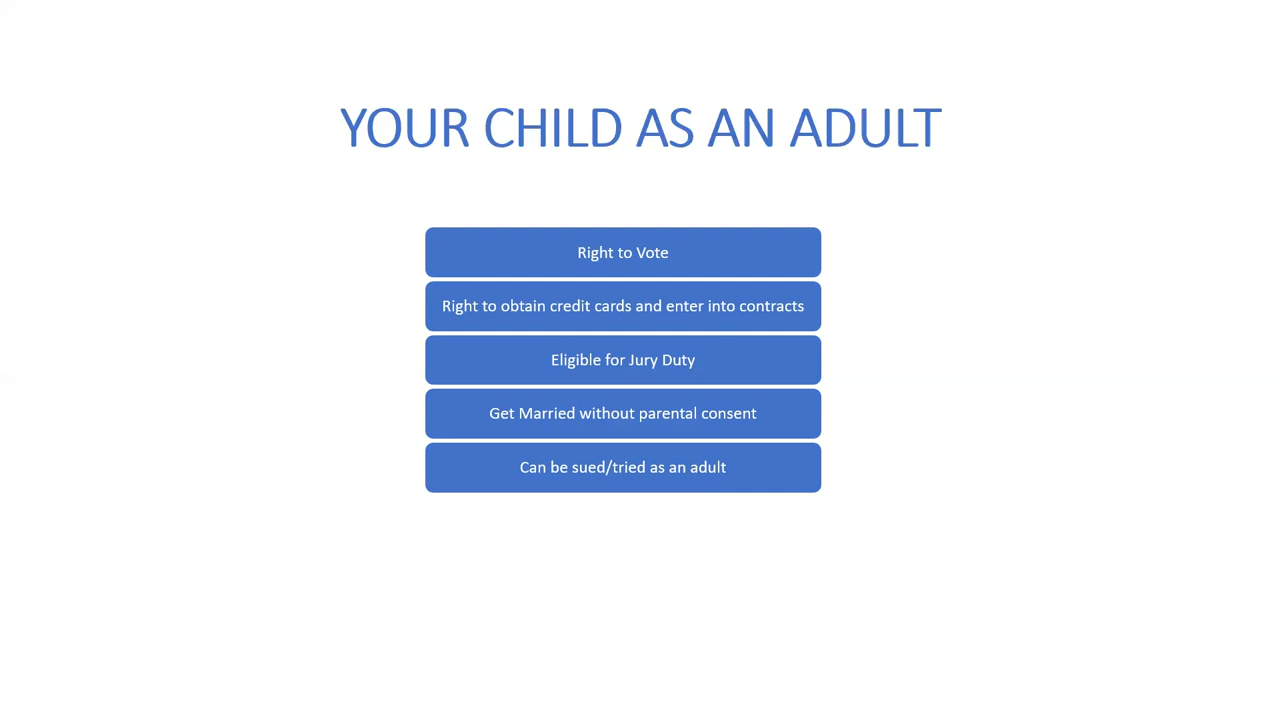 YOUR CHILD AS AN ADULT
Right to Vote
Right to obtain credit cards and enter into contracts
Eligible for Jury Duty
Get Married without parental consent
Can be sued/tried as an adult